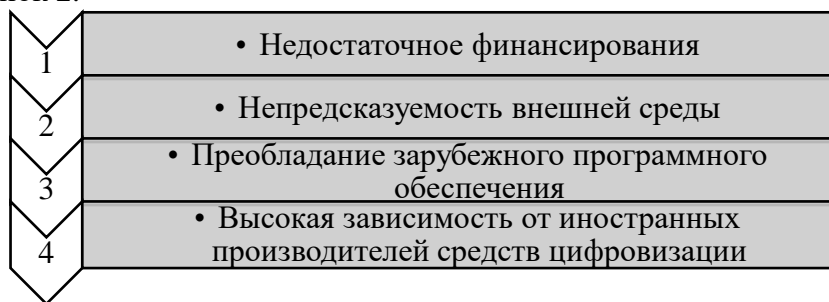 1
• Недостаточное финансирования
2
• Непредсказуемость внешней среды
3
• Преобладание зарубежного программного
обеспечения
4
• Высокая зависимость от иностранных
производителей средств цифровизации